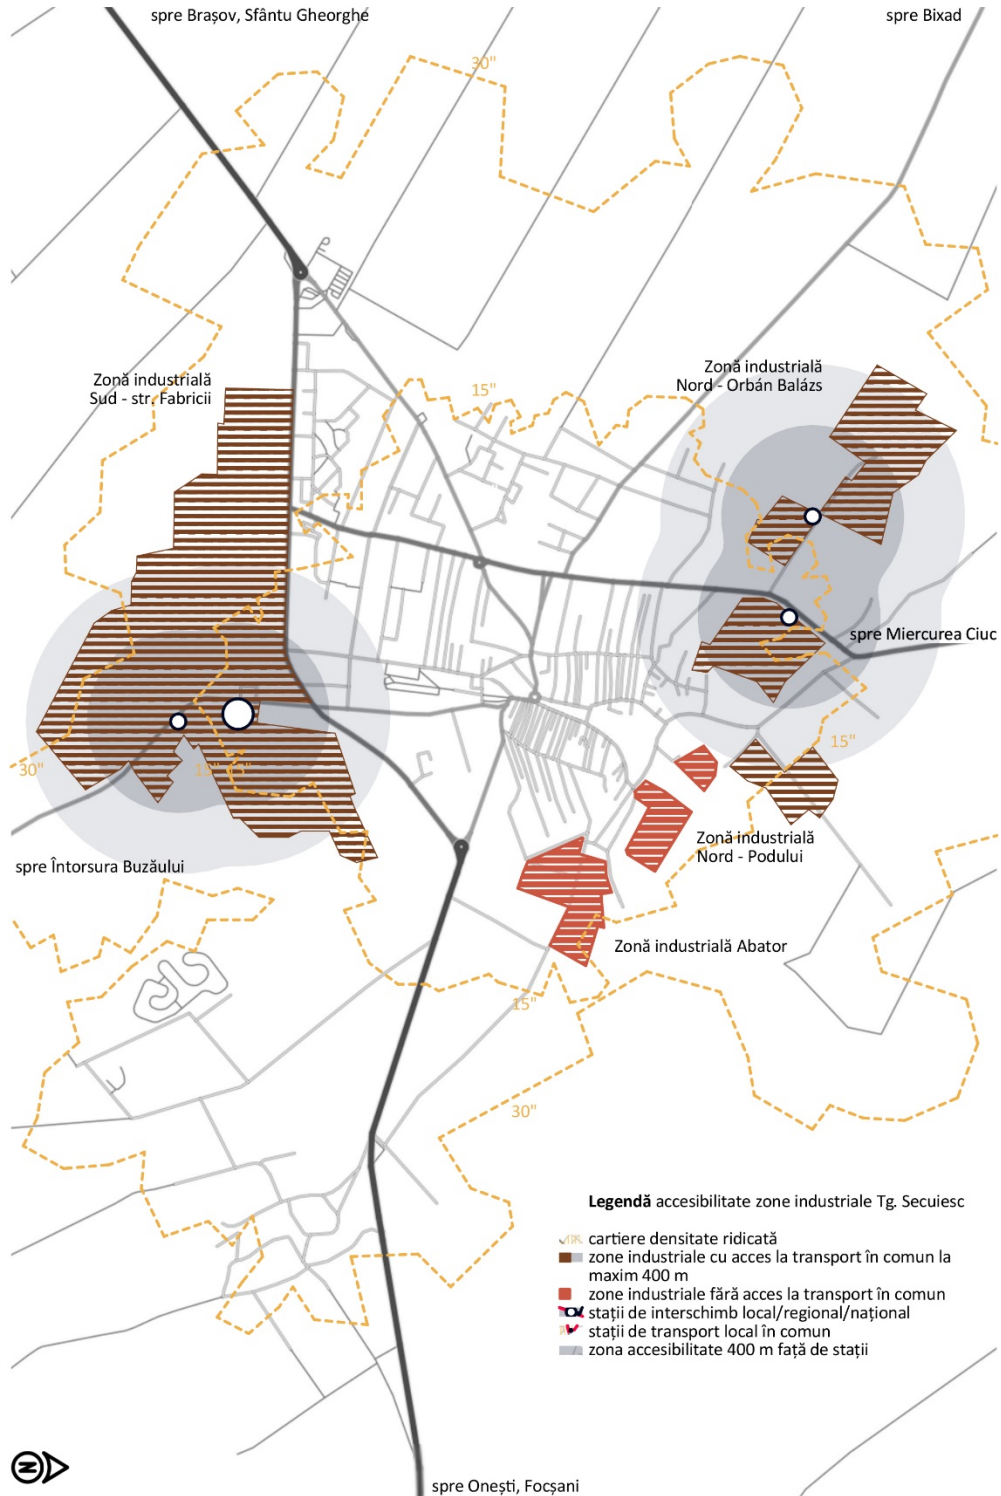 spre Brașov, Sfântu Gheorghe
spre Bixad
30"
Zonă industrială
Sud - str. Fabricii
15"
Zonă industrială
Nord - Orbán Balázs
spre Miercurea Ciuc
30"
15"
15"
spre Întorsura Buzăului
Zonă industrială
Nord - Podului
Zonă industrială Abator
15"
30"
Legendă accesibilitate zone industriale Tg. Secuiesc
cartiere densitate ridicată
zone industriale cu acces la transport în comun la
maxim 400 m
zone industriale fără acces la transport în comun
stații de interschimb local/regional/național
stații de transport local în comun
zona accesibilitate 400 m față de stații
N
spre Onești, Focșani